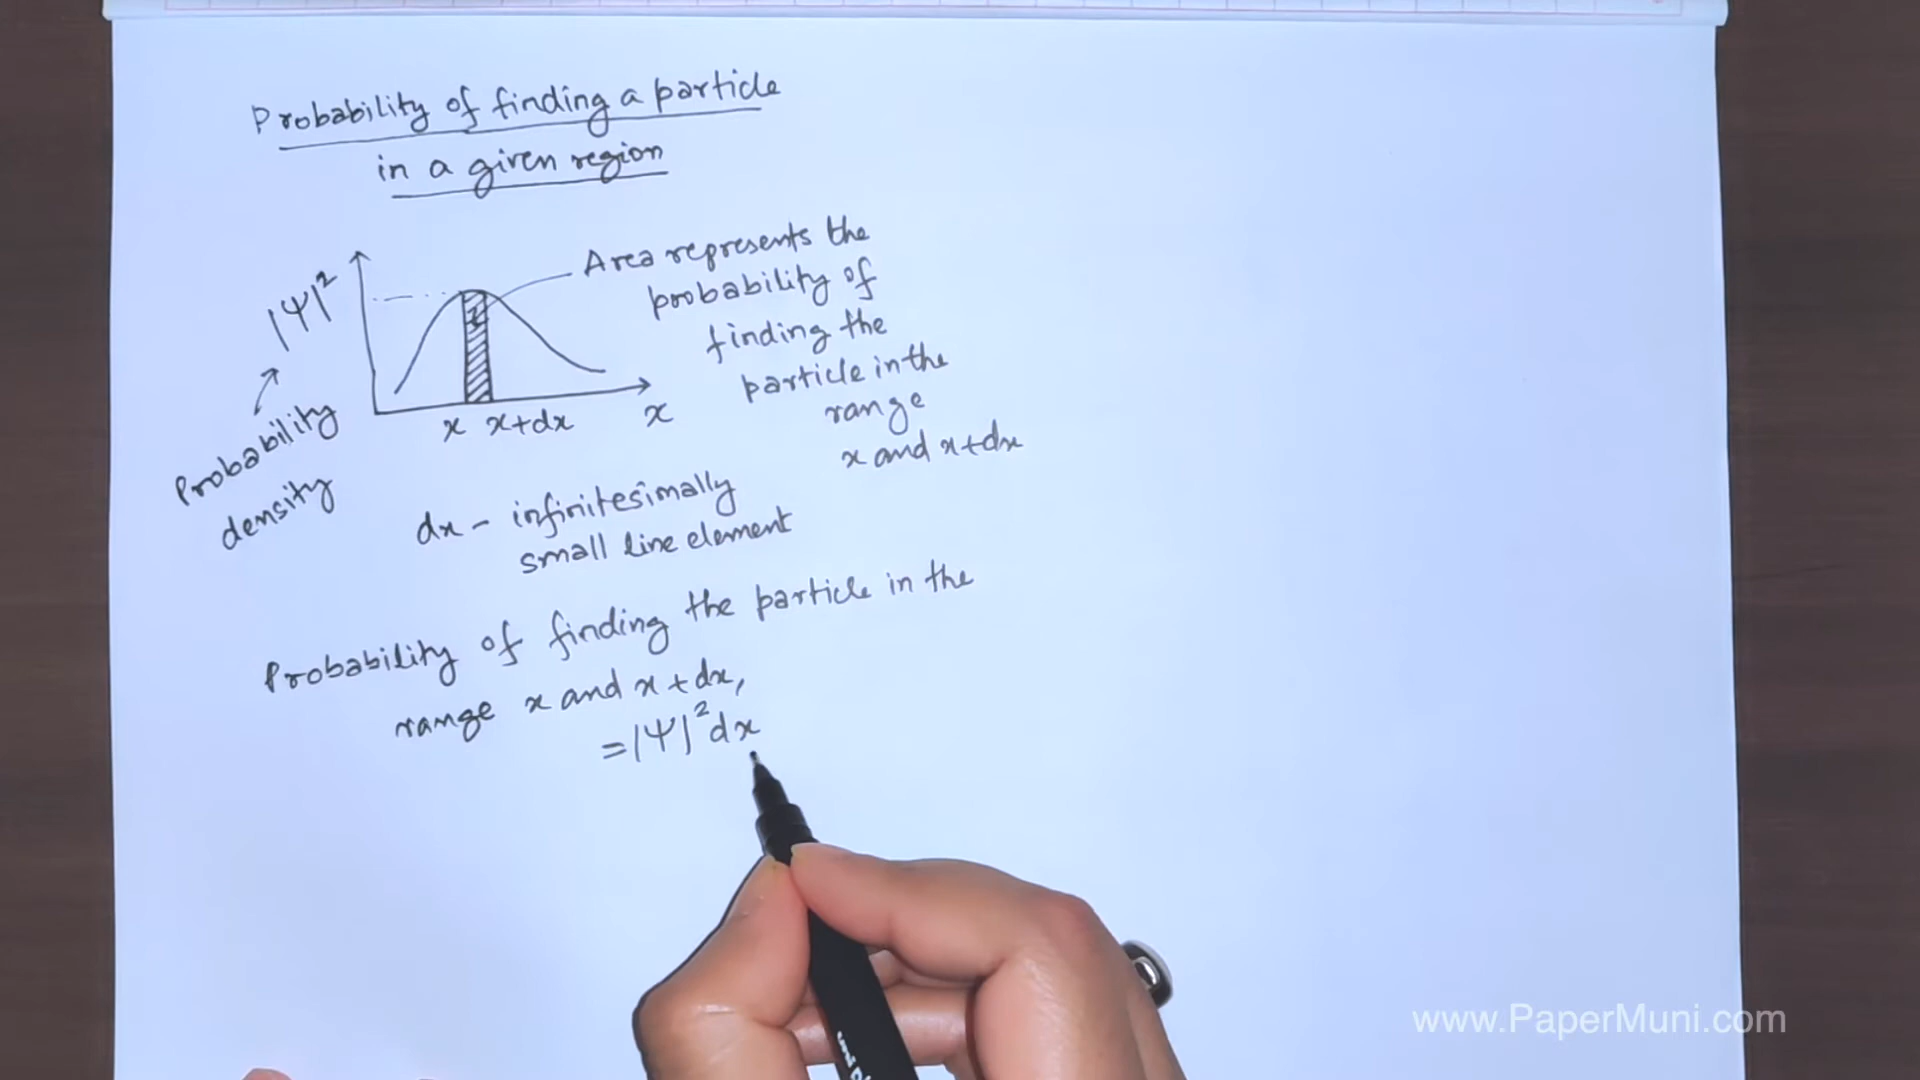 Probability of finding a particle
in a given region
|Ψ|²
Probability
density
x x+dx x
Area represents the
probability of
finding the
particle in the
range
x and x+dx
dx - infinitesimally
small line element
Probability of finding the particle in the
range x and x + dx,
= |Ψ|² dx
www.PaperMuni.com